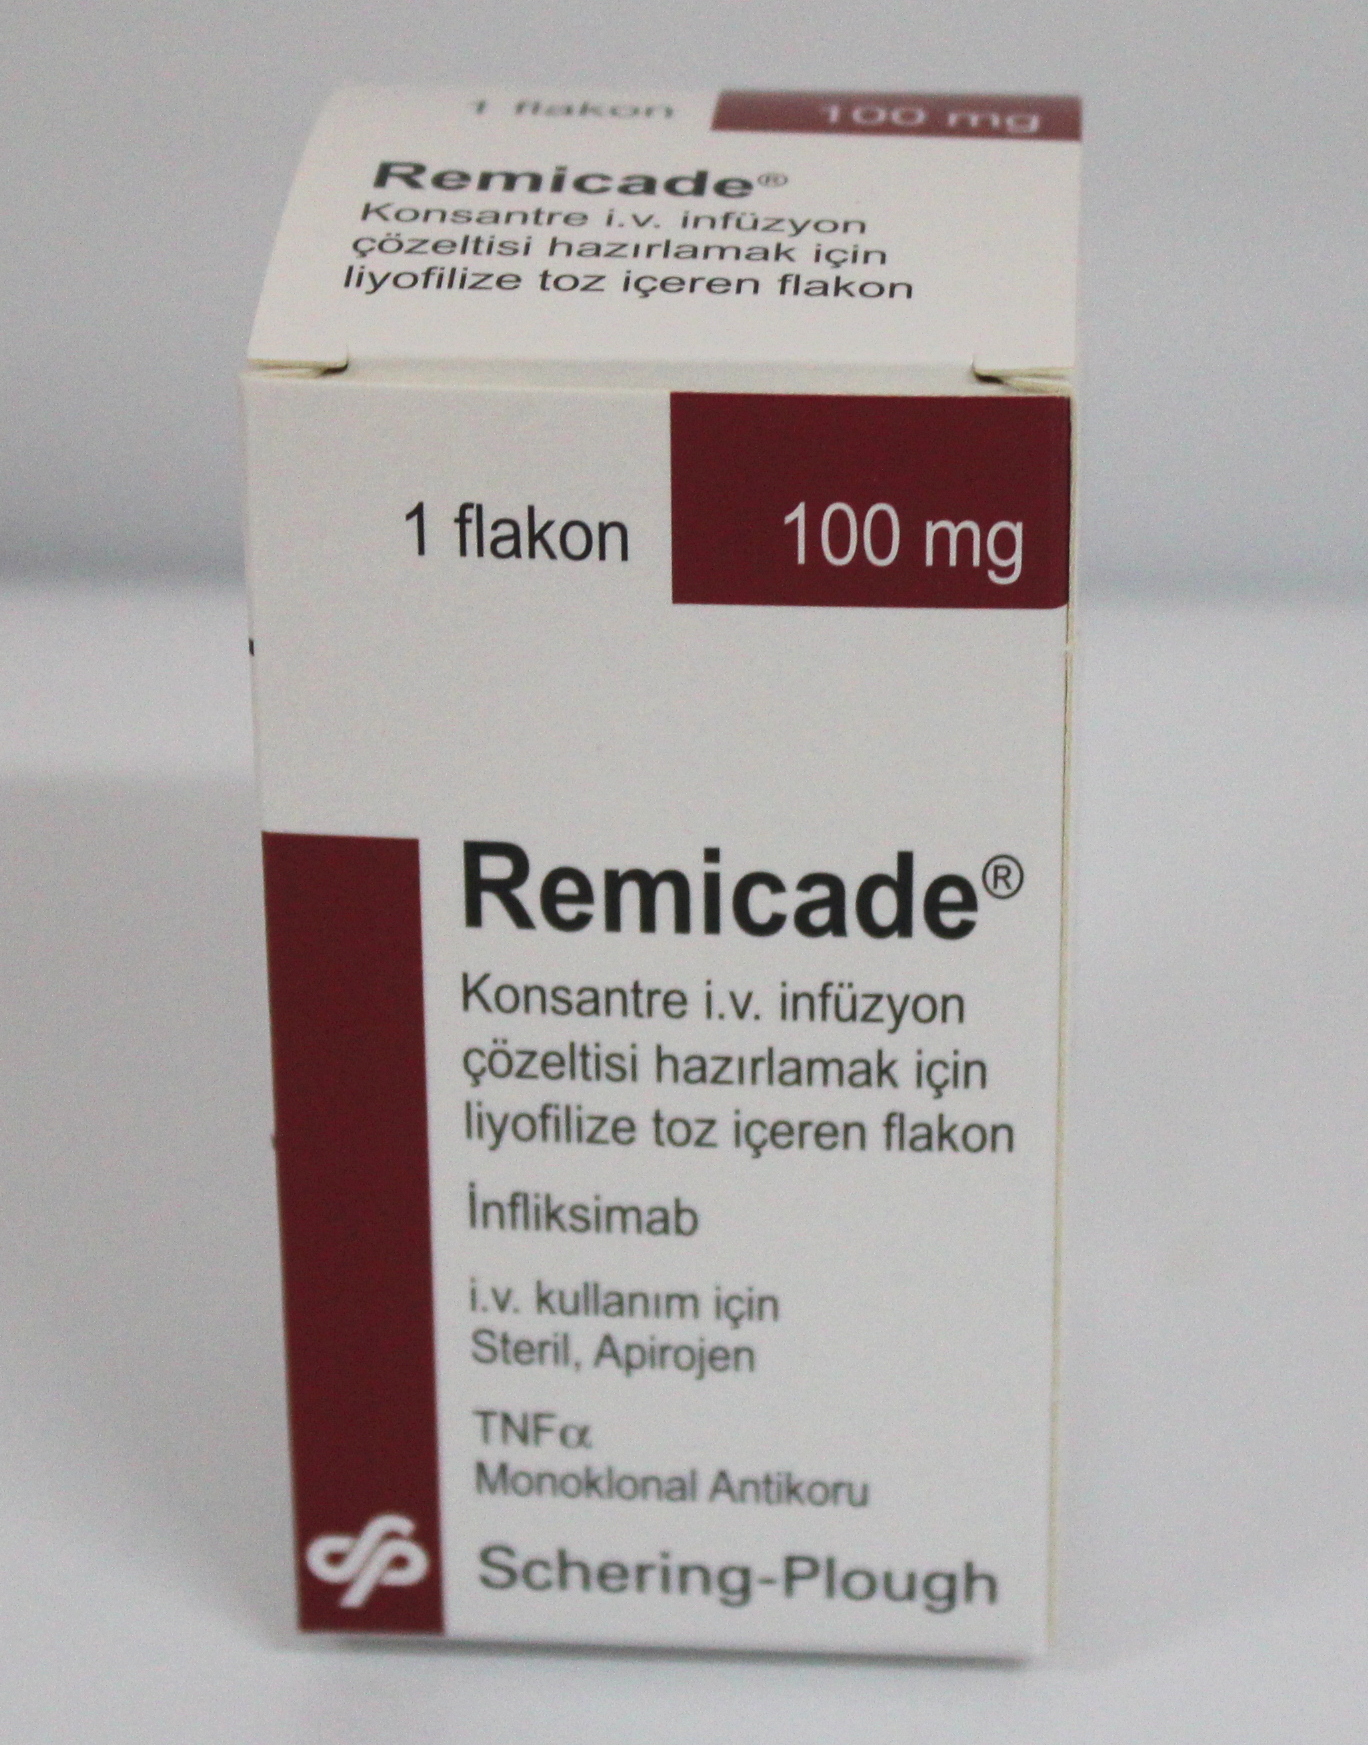 1 flakon 100 mg
Remicade®
Konsantre i.v. infüzyon
çözeltisi hazırlamak için
liyofilize toz içeren flakon
1 flakon 100 mg
Remicade®
Konsantre i.v. infüzyon
çözeltisi hazırlamak için
liyofilize toz içeren flakon
İnfliksimab
i.v. kullanım için
Steril, Apirojen
TNFα
Monoklonal Antikoru
Schering-Plough